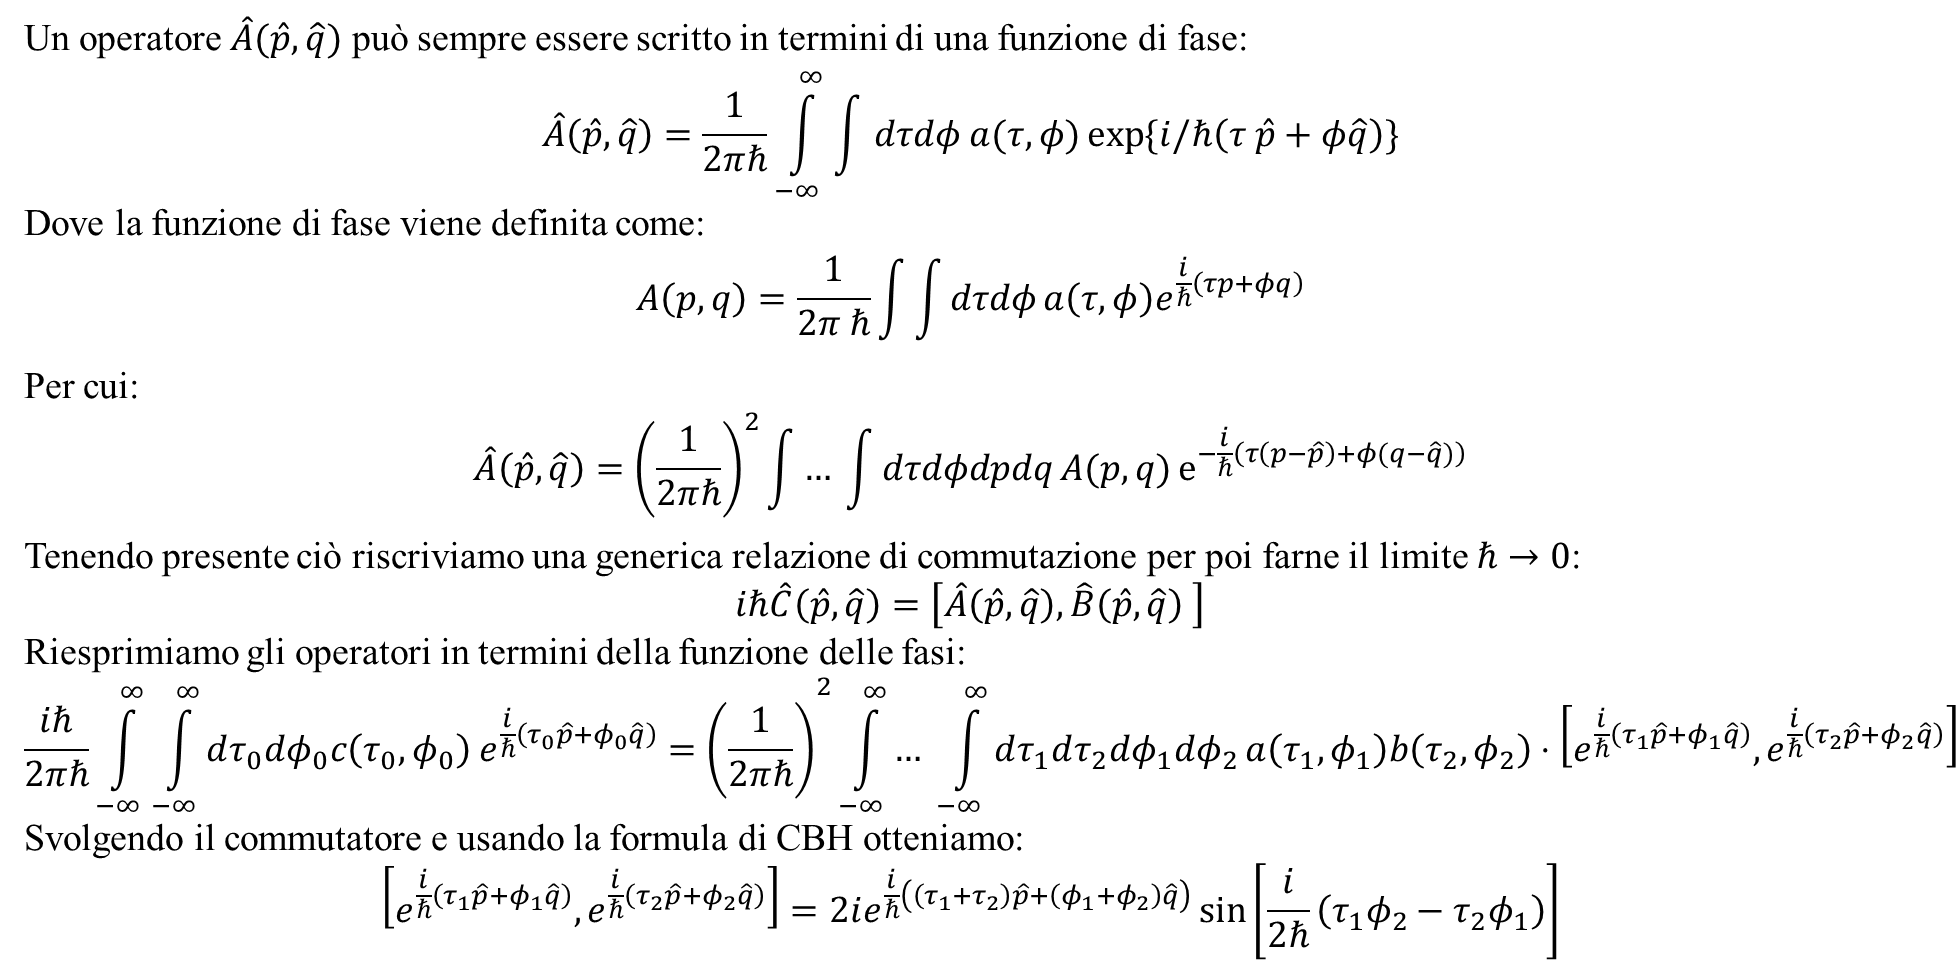 Un operatore Â(p̂, q̂) può sempre essere scritto in termini di una funzione di fase:
Â(p̂, q̂) = 1/(2πℏ) ∫_{−∞}^{∞} ∫ dτdϕ a(τ, ϕ) exp{i/ℏ(τ p̂ + ϕq̂)}
Dove la funzione di fase viene definita come:
A(p, q) = 1/(2π ℏ) ∫ ∫ dτdϕ a(τ, ϕ)e^{i/ℏ(τp+ϕq)}
Per cui:
Â(p̂, q̂) = (1/(2πℏ))² ∫ … ∫ dτdϕdpdq A(p, q) e^{−i/ℏ(τ(p−p̂)+ϕ(q−q̂))}
Tenendo presente ciò riscriviamo una generica relazione di commutazione per poi farne il limite ℏ → 0:
iℏĈ(p̂, q̂) = [Â(p̂, q̂), B̂(p̂, q̂) ]
Riesprimiamo gli operatori in termini della funzione delle fasi:
iℏ/(2πℏ) ∫_{−∞}^{∞} ∫_{−∞}^{∞} dτ₀dϕ₀c(τ₀, ϕ₀) e^{i/ℏ(τ₀p̂+ϕ₀q̂)} = (1/(2πℏ))² ∫_{−∞}^{∞} … ∫_{−∞}^{∞} dτ₁dτ₂dϕ₁dϕ₂ a(τ₁, ϕ₁)b(τ₂, ϕ₂) · [e^{i/ℏ(τ₁p̂+ϕ₁q̂)}, e^{i/ℏ(τ₂p̂+ϕ₂q̂)}]
Svolgendo il commutatore e usando la formula di CBH otteniamo:
[e^{i/ℏ(τ₁p̂+ϕ₁q̂)}, e^{i/ℏ(τ₂p̂+ϕ₂q̂)}] = 2ie^{i/ℏ((τ₁+τ₂)p̂+(ϕ₁+ϕ₂)q̂)} sin[i/(2ℏ) (τ₁ϕ₂ − τ₂ϕ₁)]